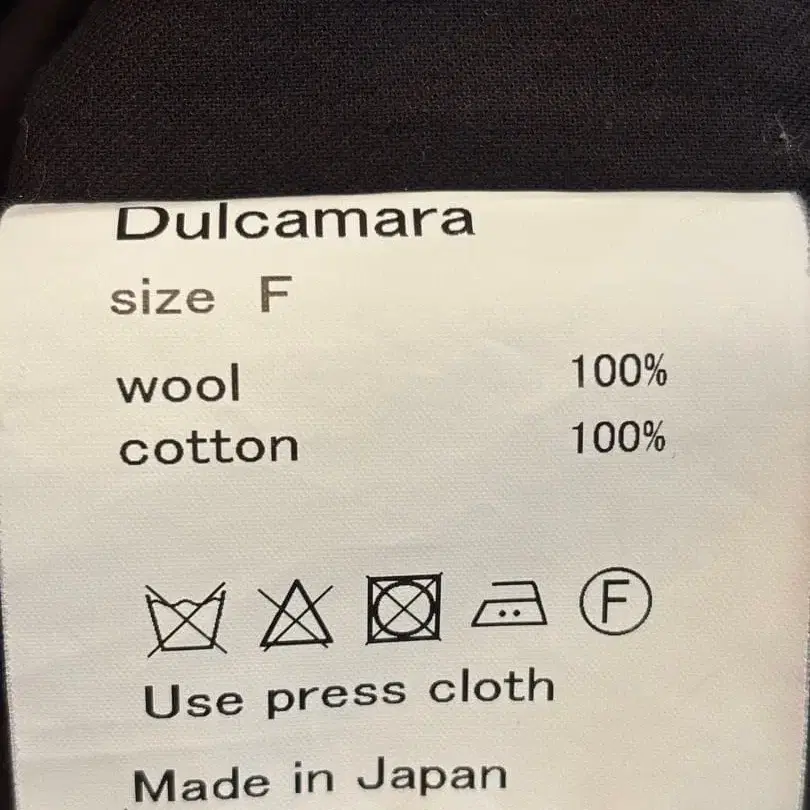 Dulcamara
size F
wool 100%
cotton 100%
F
Use press cloth
Made in Japan